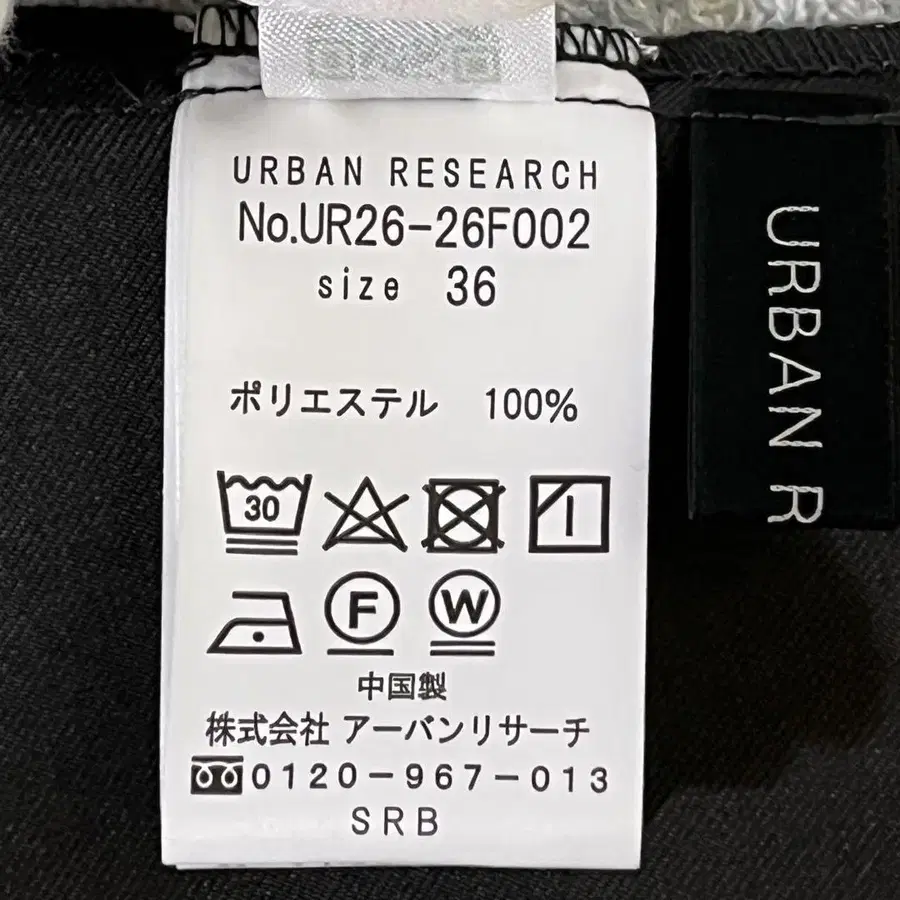 URBAN RESEARCH
No.UR26-26F002
size 36
ポリエステル 100%
30
F
W
中国製
株式会社 アーバンリサーチ
0120-967-013
SRB
URBAN R